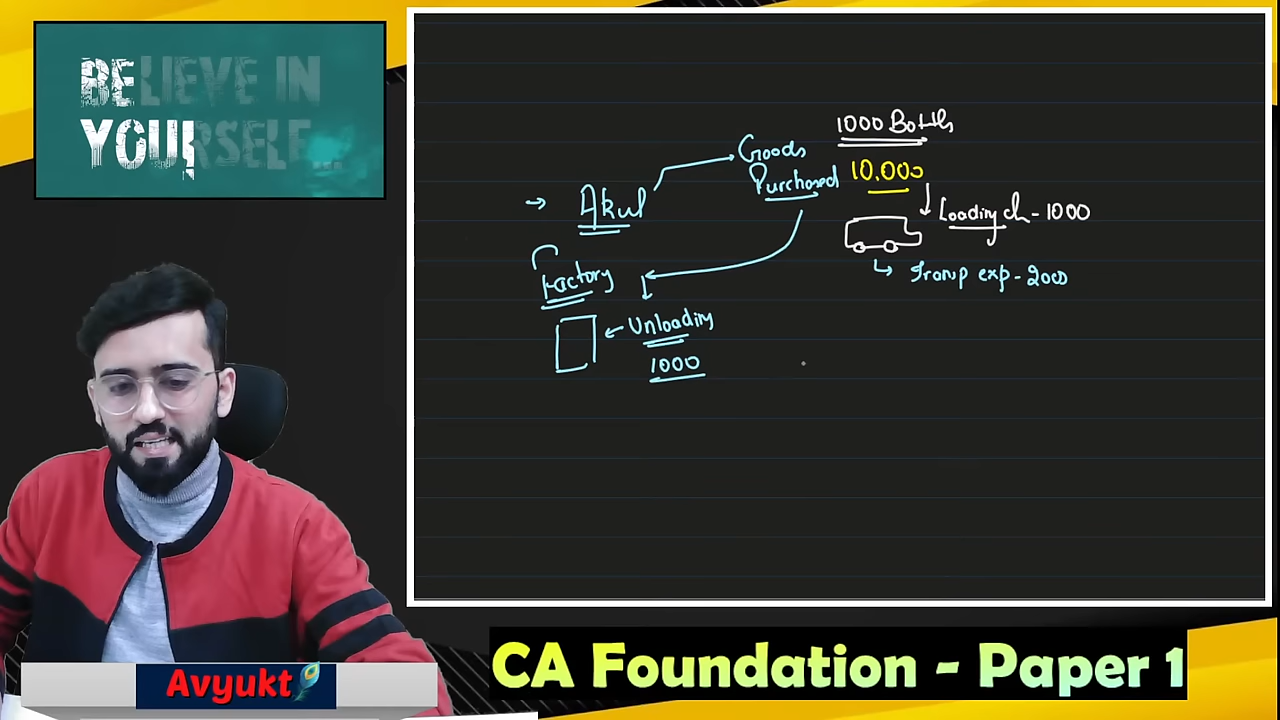 BELIEVE IN
YOURSELF...
1000 Bottles
Goods
Purchased 10,000
→ Akul
Loading ch - 1000
Factory
Transp exp - 2000
Unloading
1000
Avyukt
CA Foundation - Paper 1